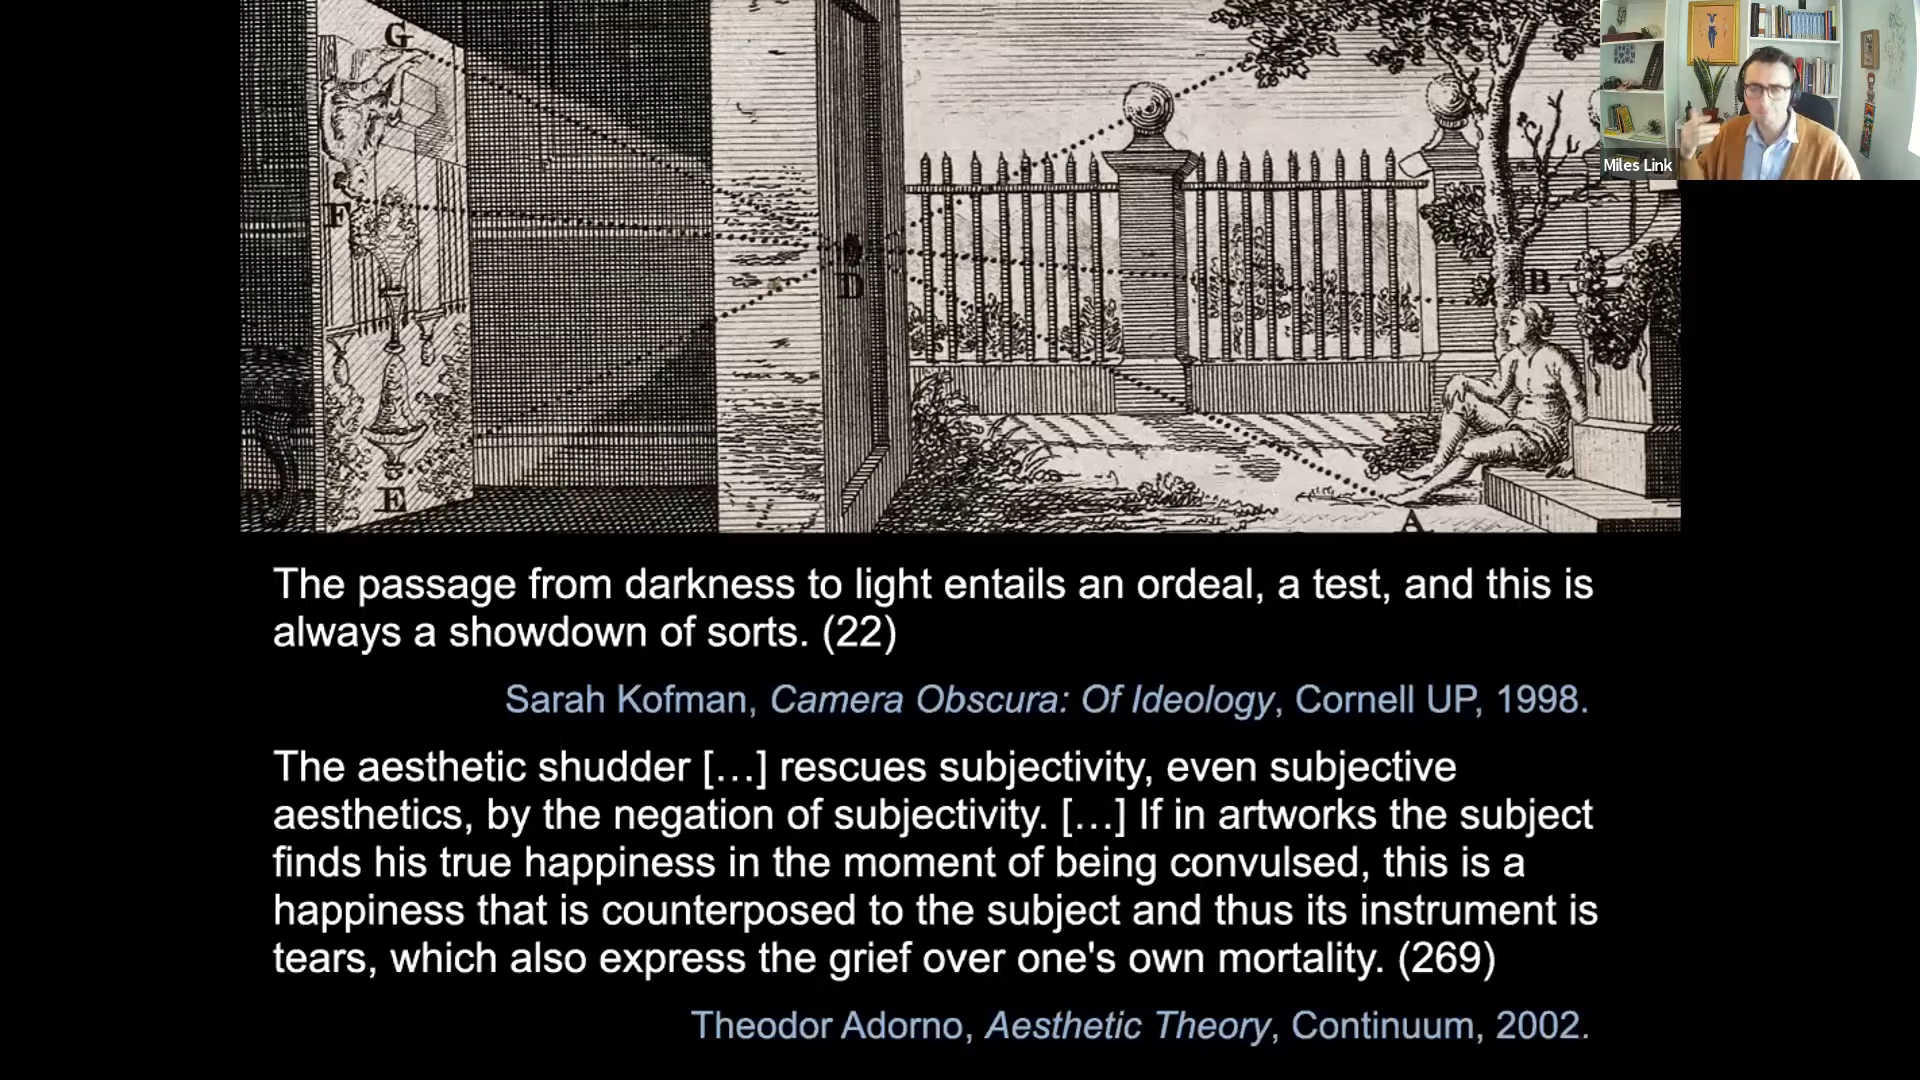 G
F
D
B
E
A
Miles Link
The passage from darkness to light entails an ordeal, a test, and this is
always a showdown of sorts. (22)
Sarah Kofman, Camera Obscura: Of Ideology, Cornell UP, 1998.
The aesthetic shudder […] rescues subjectivity, even subjective
aesthetics, by the negation of subjectivity. […] If in artworks the subject
finds his true happiness in the moment of being convulsed, this is a
happiness that is counterposed to the subject and thus its instrument is
tears, which also express the grief over one's own mortality. (269)
Theodor Adorno, Aesthetic Theory, Continuum, 2002.